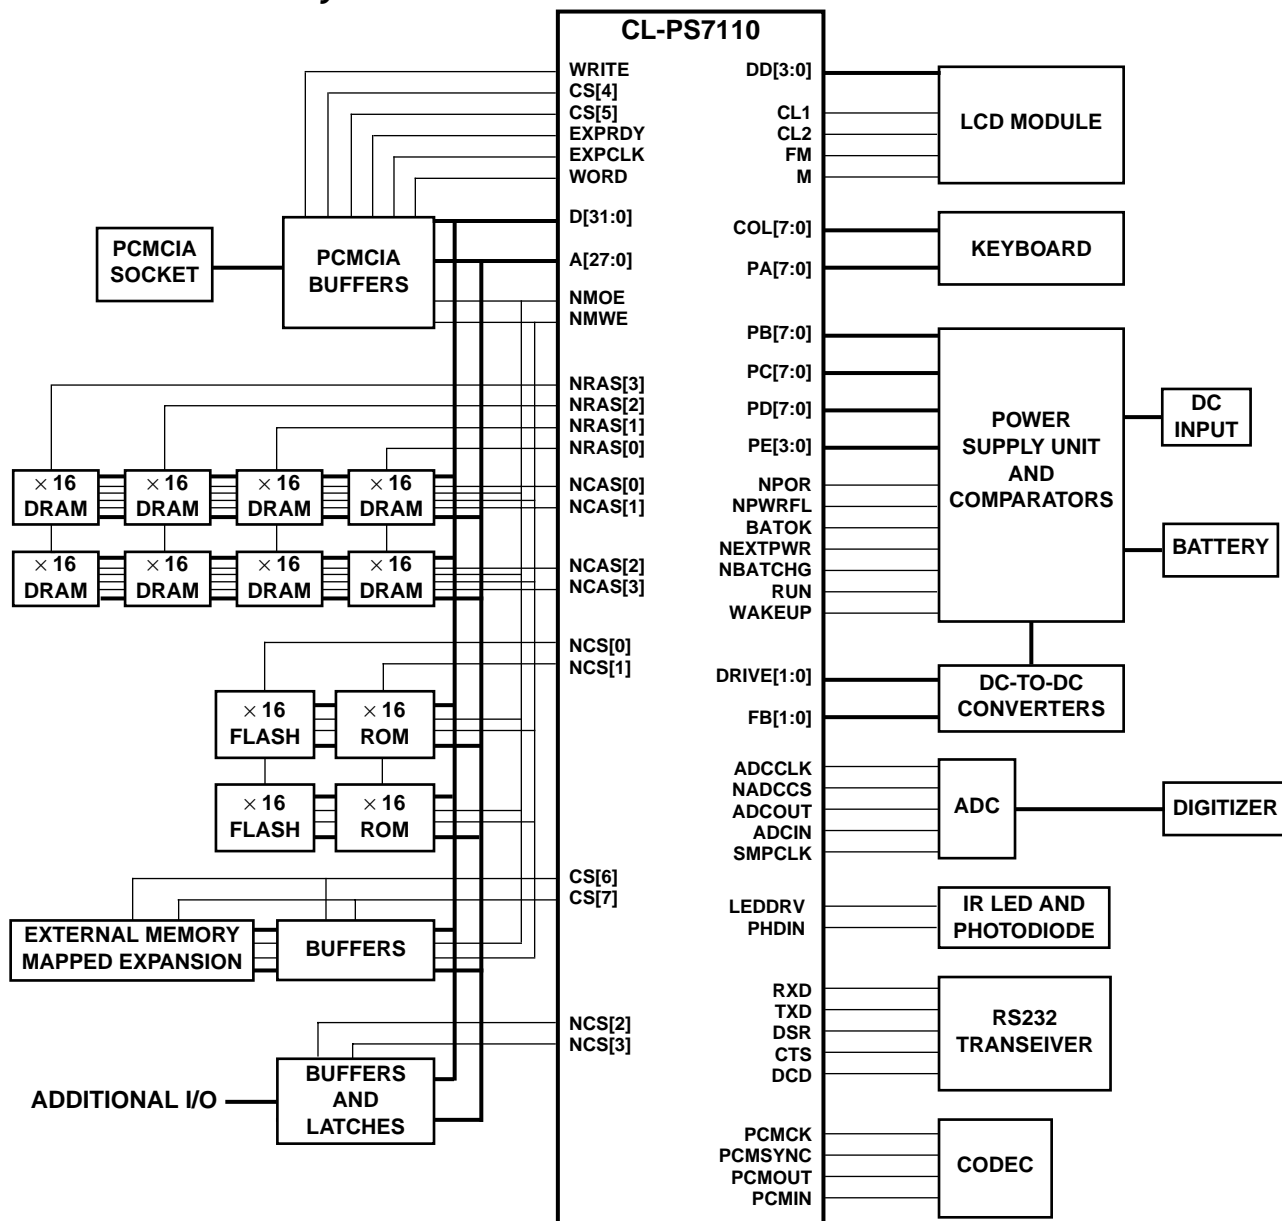 CL-PS7110
WRITE
CS[4]
CS[5]
EXPRDY
EXPCLK
WORD
D[31:0]
A[27:0]
NMOE
NMWE
NRAS[3]
NRAS[2]
NRAS[1]
NRAS[0]
NCAS[0]
NCAS[1]
NCAS[2]
NCAS[3]
NCS[0]
NCS[1]
CS[6]
CS[7]
NCS[2]
NCS[3]
DD[3:0]
CL1
CL2
FM
M
COL[7:0]
PA[7:0]
PB[7:0]
PC[7:0]
PD[7:0]
PE[3:0]
NPOR
NPWRFL
BATOK
NEXTPWR
NBATCHG
RUN
WAKEUP
DRIVE[1:0]
FB[1:0]
ADCCLK
NADCCS
ADCOUT
ADCIN
SMPCLK
LEDDRV
PHDIN
RXD
TXD
DSR
CTS
DCD
PCMCK
PCMSYNC
PCMOUT
PCMIN
PCMCIA
SOCKET
PCMCIA
BUFFERS
× 16
DRAM
× 16
DRAM
× 16
DRAM
× 16
DRAM
× 16
DRAM
× 16
DRAM
× 16
DRAM
× 16
DRAM
× 16
FLASH
× 16
ROM
× 16
FLASH
× 16
ROM
EXTERNAL MEMORY
MAPPED EXPANSION
BUFFERS
ADDITIONAL I/O
BUFFERS
AND
LATCHES
LCD MODULE
KEYBOARD
POWER
SUPPLY UNIT
AND
COMPARATORS
DC
INPUT
BATTERY
DC-TO-DC
CONVERTERS
ADC
DIGITIZER
IR LED AND
PHOTODIODE
RS232
TRANSEIVER
CODEC